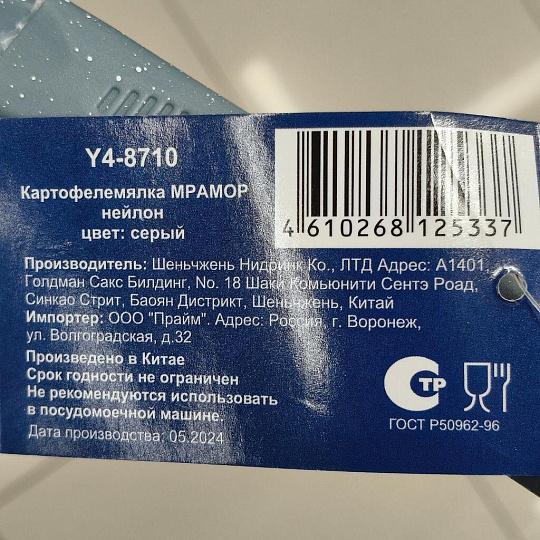 Y4-8710
Картофелемялка МРАМОР
нейлон
цвет: серый
4 610268 125337
Производитель: Шеньчжень Нидринк Ко., ЛТД Адрес: А1401,
Голдман Сакс Билдинг, No. 18 Шаки Комьюнити Сентэ Роад,
Синкао Стрит, Баоян Дистрикт, Шеньчжень, Китай
Импортер: ООО "Прайм". Адрес: Россия, г. Воронеж,
ул. Волгоградская, д.32
Произведено в Китае
Срок годности не ограничен
Не рекомендуются использовать
в посудомоечной машине.
Дата производства: 05.2024
СТР
ГОСТ Р50962-96